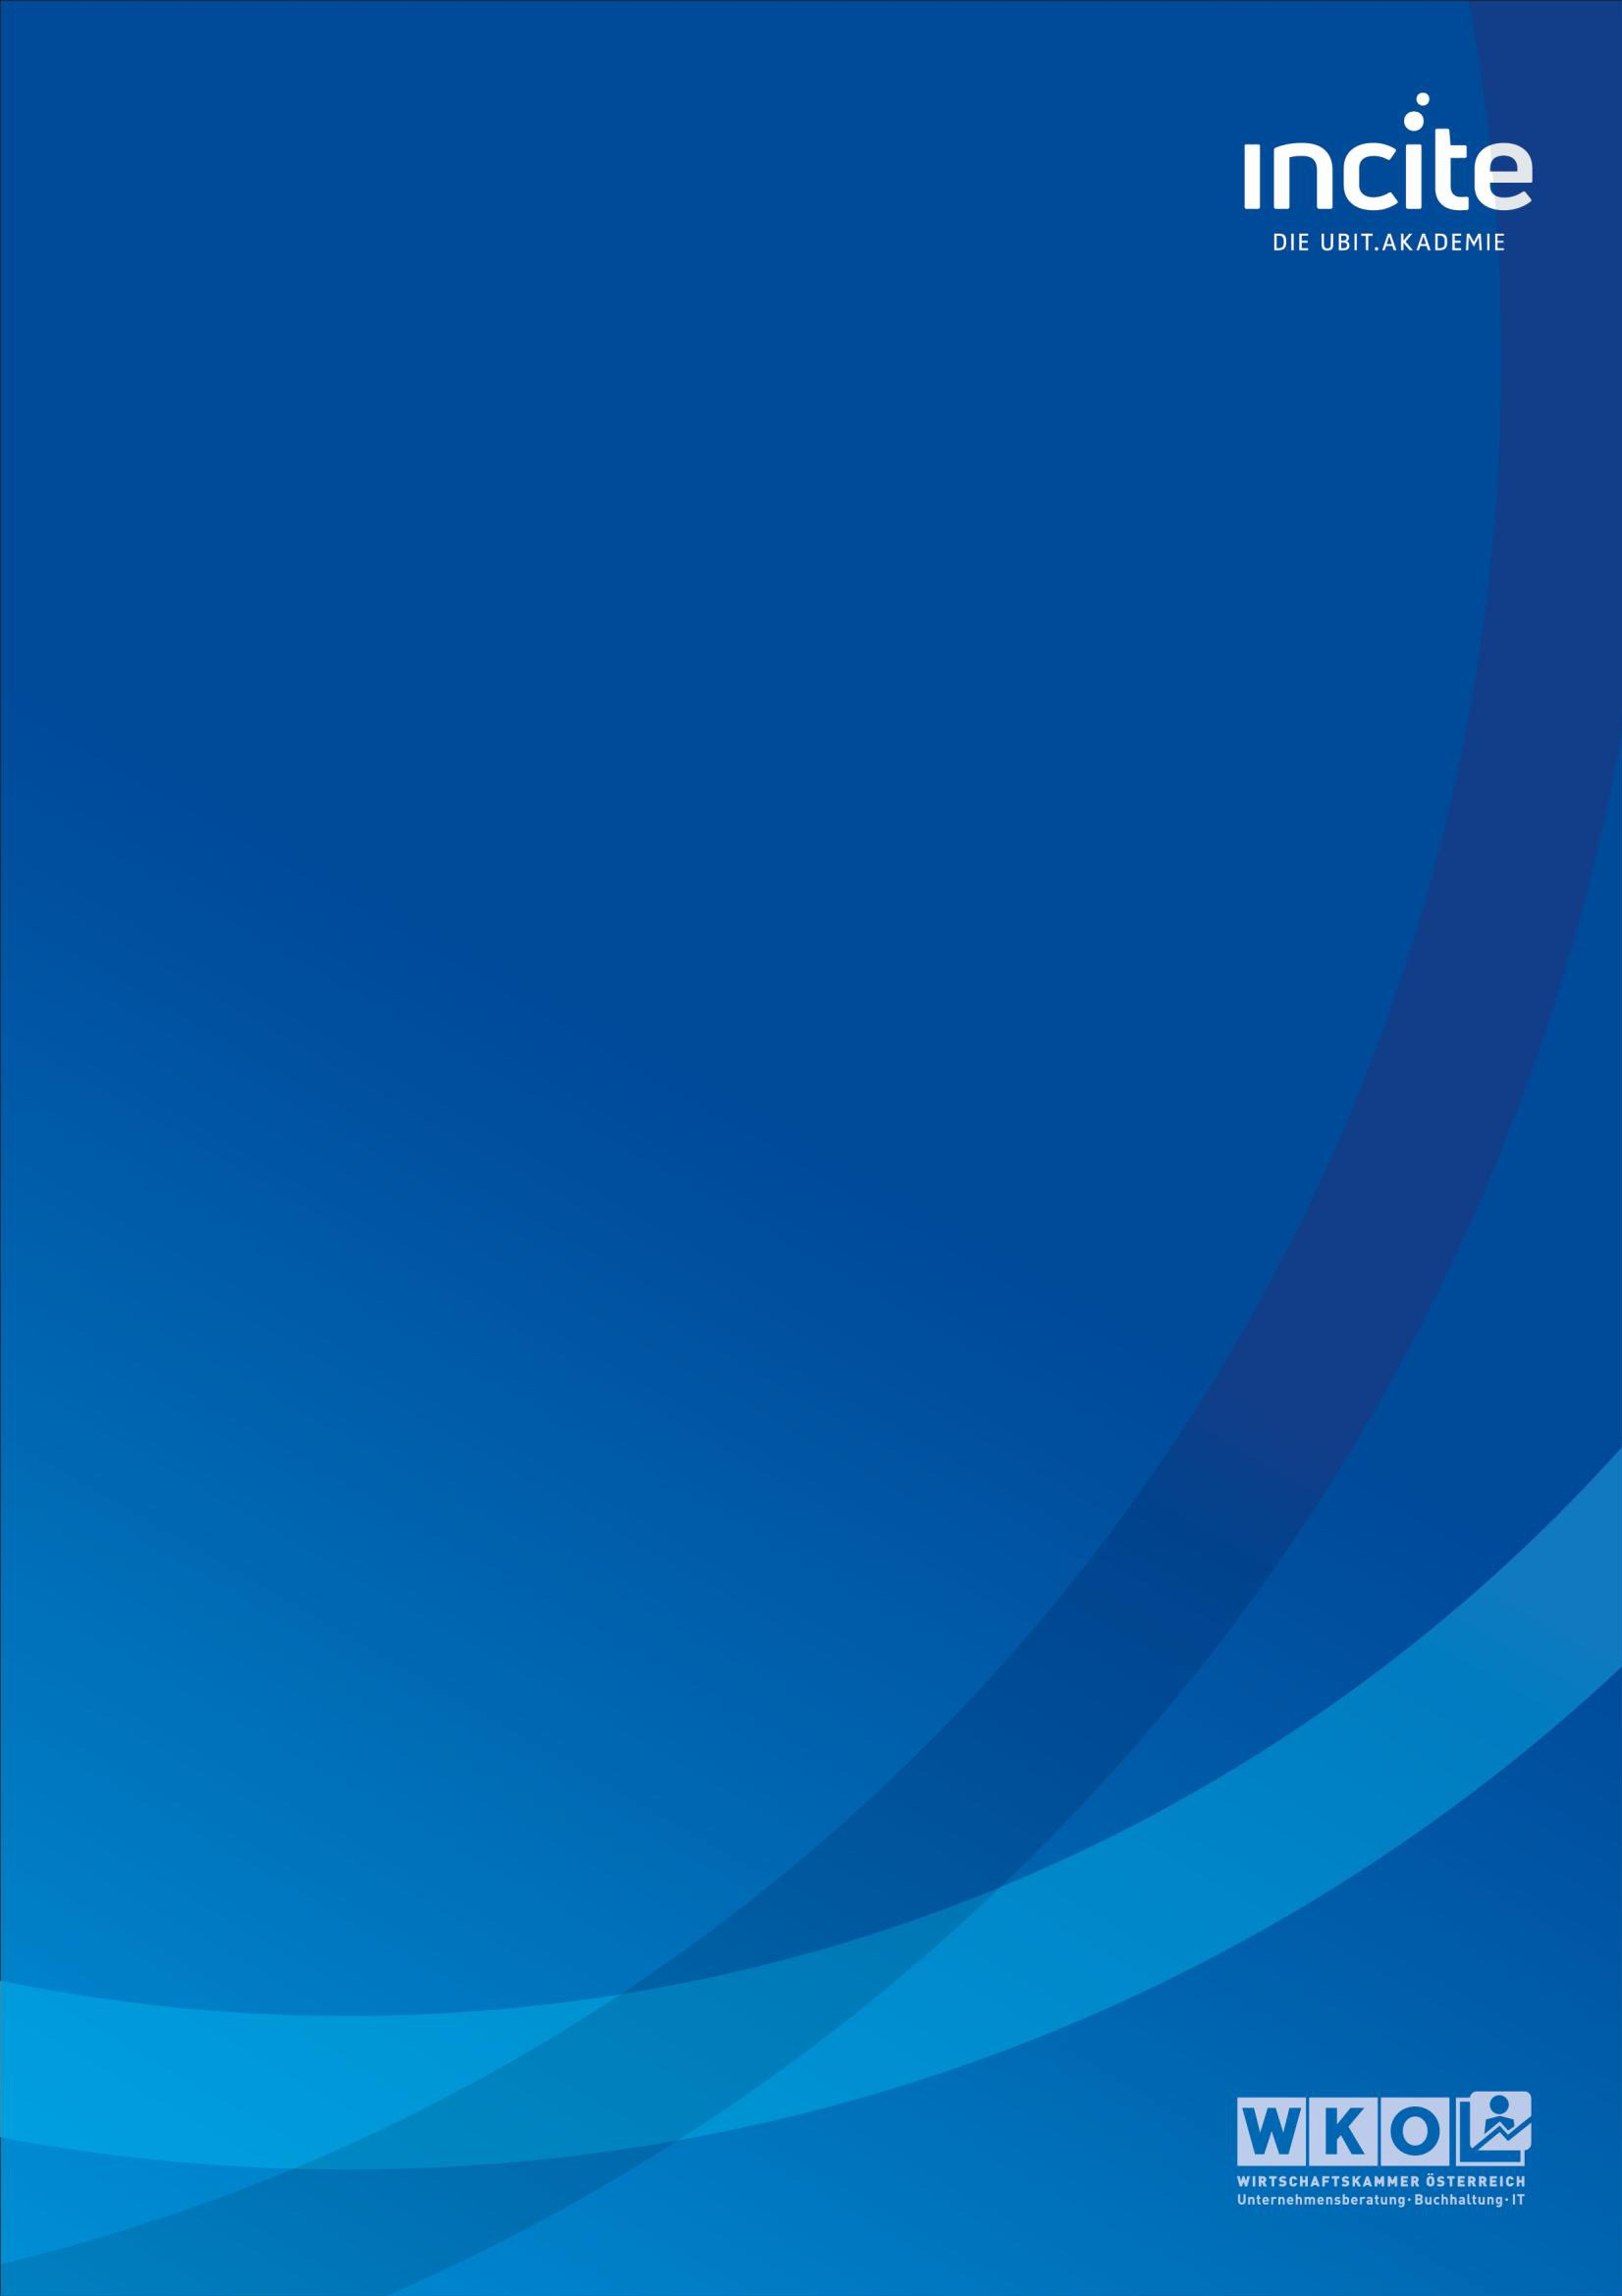 incite
DIE UBIT.AKADEMIE
WKO
WIRTSCHAFTSKAMMER ÖSTERREICH
Unternehmensberatung · Buchhaltung · IT